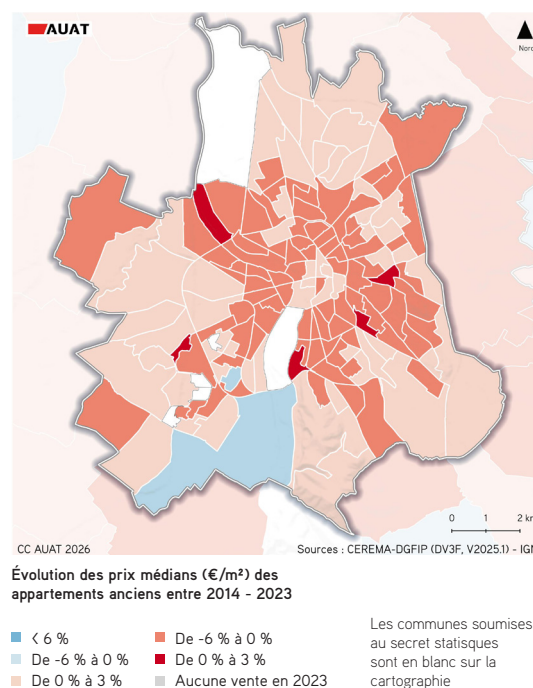 AUAT
Nord
0 1 2 km
CC AUAT 2026
Sources : CEREMA-DGFIP (DV3F, V2025.1) - IGN
Évolution des prix médians (€/m²) des
appartements anciens entre 2014 - 2023
< 6 %
De -6 % à 0 %
De 0 % à 3 %
De -6 % à 0 %
De 0 % à 3 %
Aucune vente en 2023
Les communes soumises
au secret statisques
sont en blanc sur la
cartographie